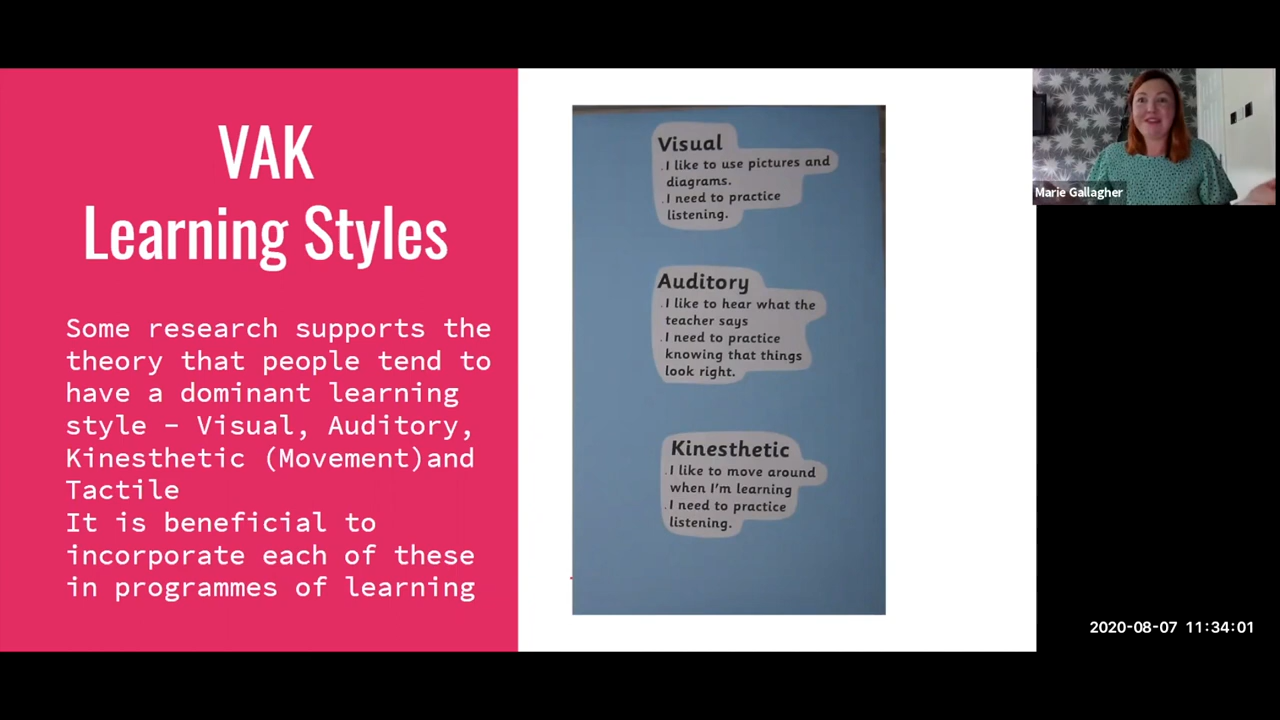 VAK
Learning Styles
Some research supports the
theory that people tend to
have a dominant learning
style – Visual, Auditory,
Kinesthetic (Movement)and
Tactile
It is beneficial to
incorporate each of these
in programmes of learning
Visual
. I like to use pictures and
diagrams.
. I need to practice
listening.
Auditory
. I like to hear what the
teacher says
. I need to practice
knowing that things
look right.
Kinesthetic
. I like to move around
when I'm learning
. I need to practice
listening.
Marie Gallagher
2020-08-07 11:34:01